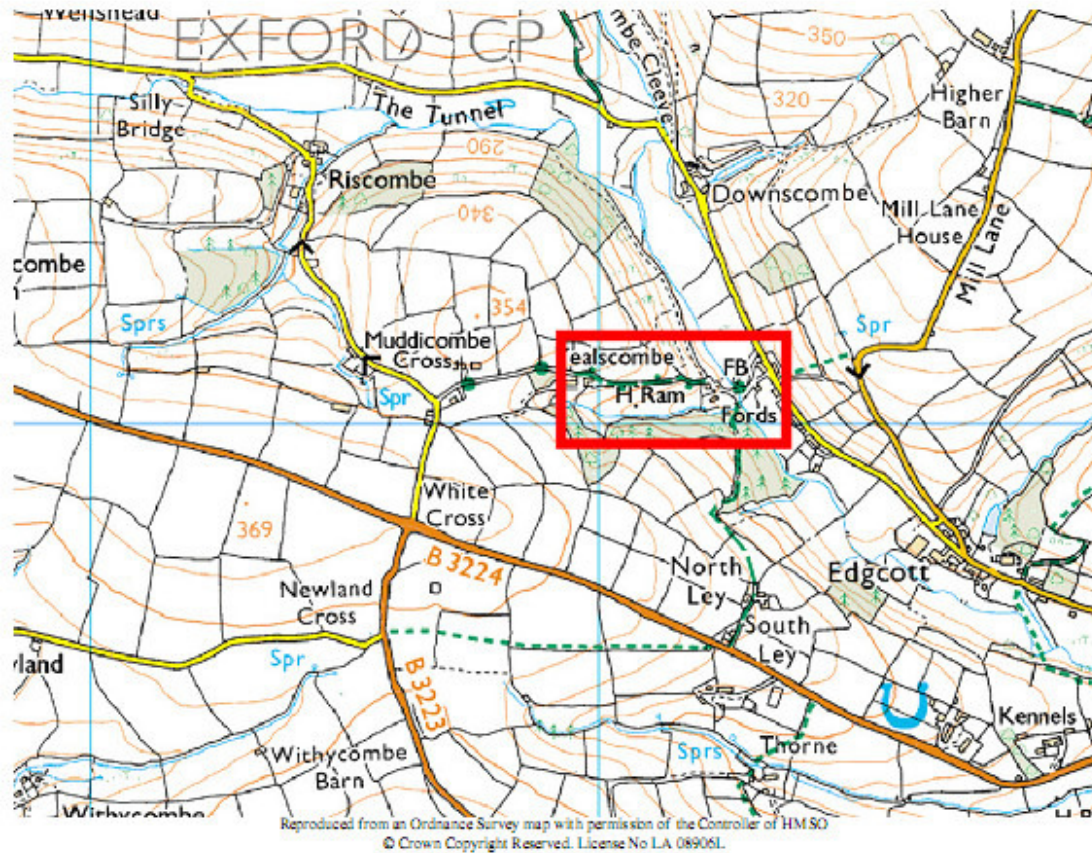 Wellshead
EXFORD CP
350
The Tunnel
Silly
Bridge
320
Higher
Barn
290
Riscombe
Downscombe
340
Mill Lane
House
combe
Mill Lane
Sprs
354
Spr
Muddicombe
Cross
ealscombe
FB
Spr
H Ram
Fords
White
Cross
369
B 3224
North
Ley
Edgcott
Newland
Cross
South
Ley
yland
Spr
B 3223
Kennels
Withycombe
Barn
Sprs
Thorne
Withycombe
Reproduced from an Ordnance Survey map with permission of the Controller of HMSO
© Crown Copyright Reserved. License No LA 08906L.